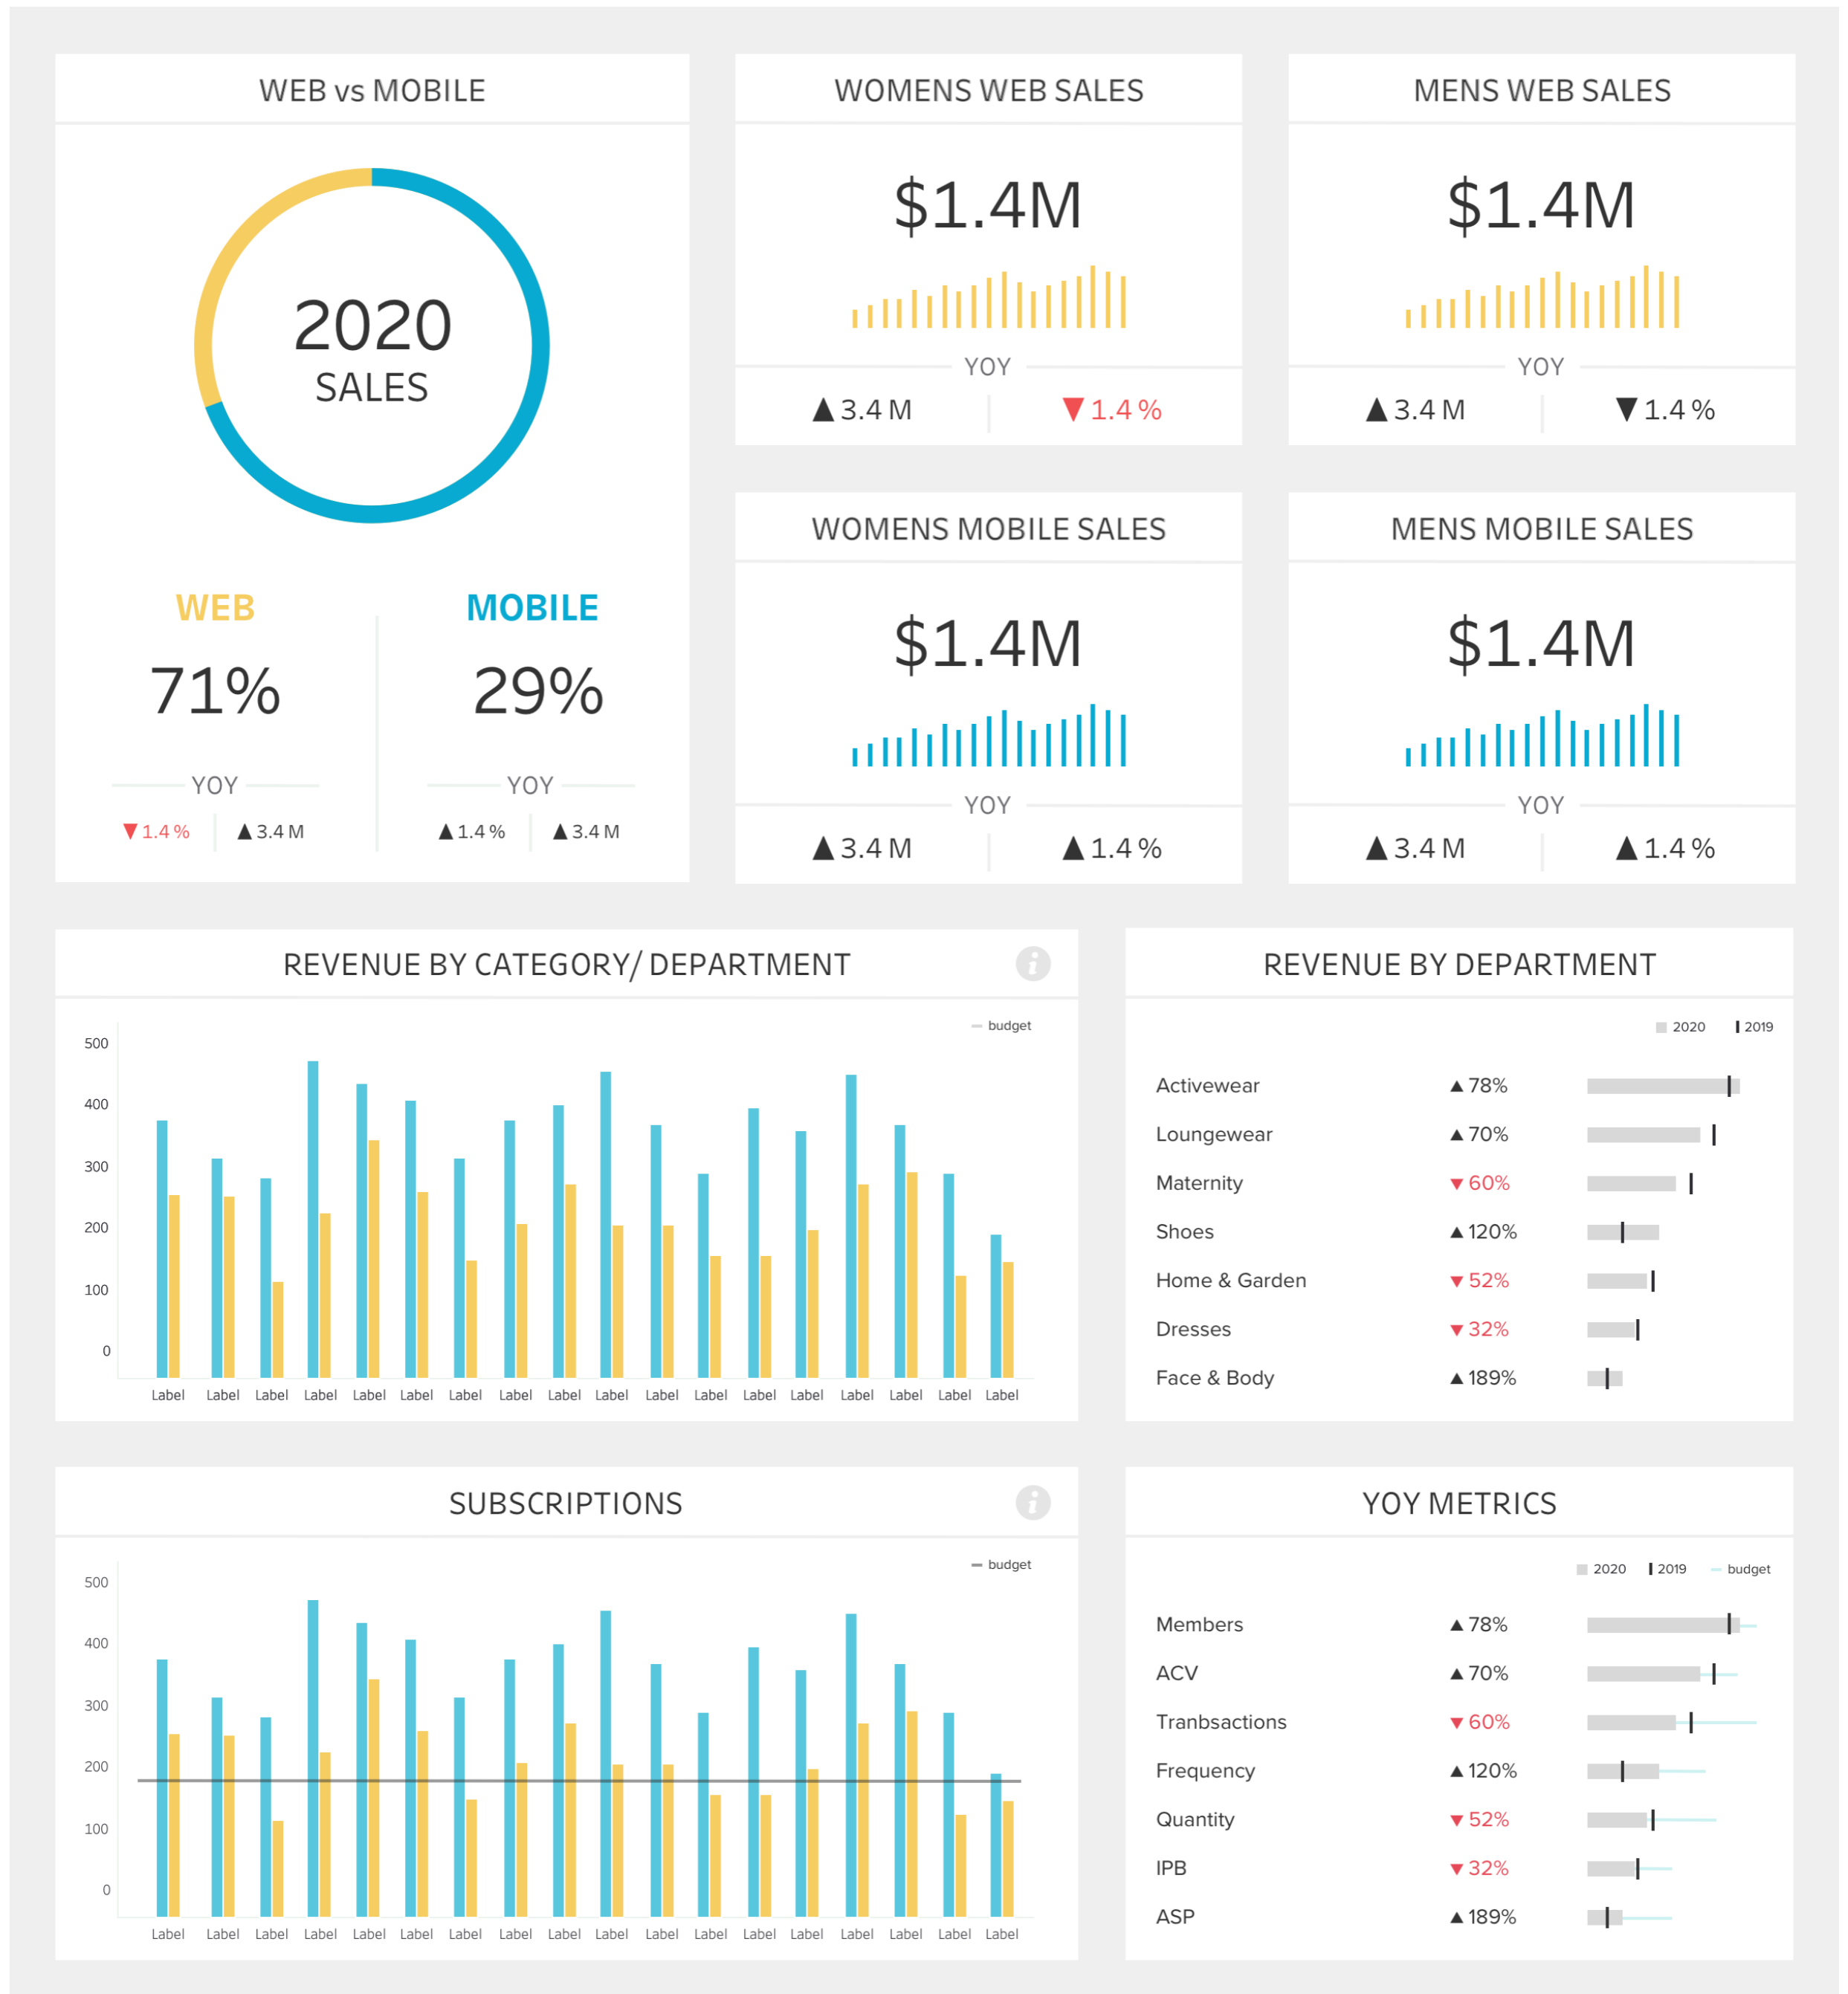 WEB vs MOBILE
2020
SALES
WEB
MOBILE
71%
29%
YOY
YOY
▼ 1.4 %
▲ 3.4 M
▲ 1.4 %
▲ 3.4 M
WOMENS WEB SALES
$1.4M
YOY
▲ 3.4 M
▼ 1.4 %
MENS WEB SALES
$1.4M
YOY
▲ 3.4 M
▼ 1.4 %
WOMENS MOBILE SALES
$1.4M
YOY
▲ 3.4 M
▲ 1.4 %
MENS MOBILE SALES
$1.4M
YOY
▲ 3.4 M
▲ 1.4 %
REVENUE BY CATEGORY/ DEPARTMENT
i
budget
500
400
300
200
100
0
Label Label Label Label Label Label Label Label Label Label Label Label Label Label Label Label Label Label
REVENUE BY DEPARTMENT
2020 2019
Activewear ▲ 78%
Loungewear ▲ 70%
Maternity ▼ 60%
Shoes ▲ 120%
Home & Garden ▼ 52%
Dresses ▼ 32%
Face & Body ▲ 189%
SUBSCRIPTIONS
i
budget
500
400
300
200
100
0
Label Label Label Label Label Label Label Label Label Label Label Label Label Label Label Label Label Label
YOY METRICS
2020 2019 budget
Members ▲ 78%
ACV ▲ 70%
Tranbsactions ▼ 60%
Frequency ▲ 120%
Quantity ▼ 52%
IPB ▼ 32%
ASP ▲ 189%